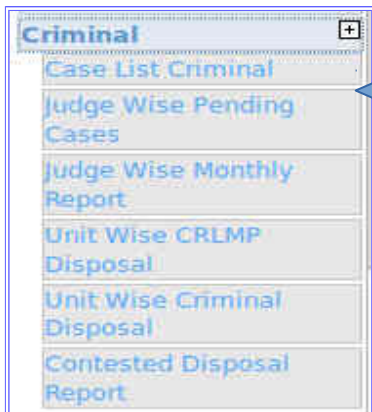 Criminal
Case List Criminal
Judge Wise Pending
Cases
Judge Wise Monthly
Report
Unit Wise CRLMP
Disposal
Unit Wise Criminal
Disposal
Contested Disposal
Report